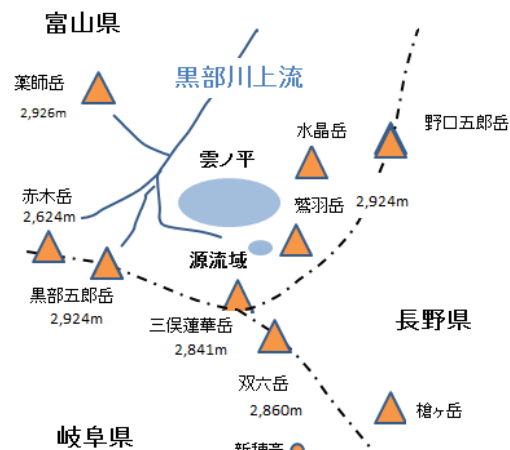 富山県
薬師岳
2,926m
黒部川上流
野口五郎岳
水晶岳
雲ノ平
赤木岳
2,624m
鷲羽岳
2,924m
源流域
黒部五郎岳
2,924m
三俣蓮華岳
2,841m
長野県
双六岳
2,860m
槍ヶ岳
岐阜県
新穂高